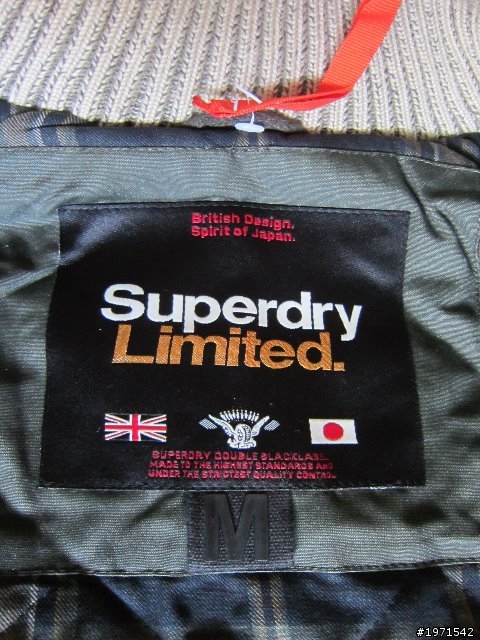 British Design.
Spirit of Japan.
Superdry
Limited.
SUPERDRY DOUBLE BLACKLABEL
MADE TO THE HIGHEST STANDARDS AND
UNDER THE STRICTEST QUALITY CONTROL
M
#1971542